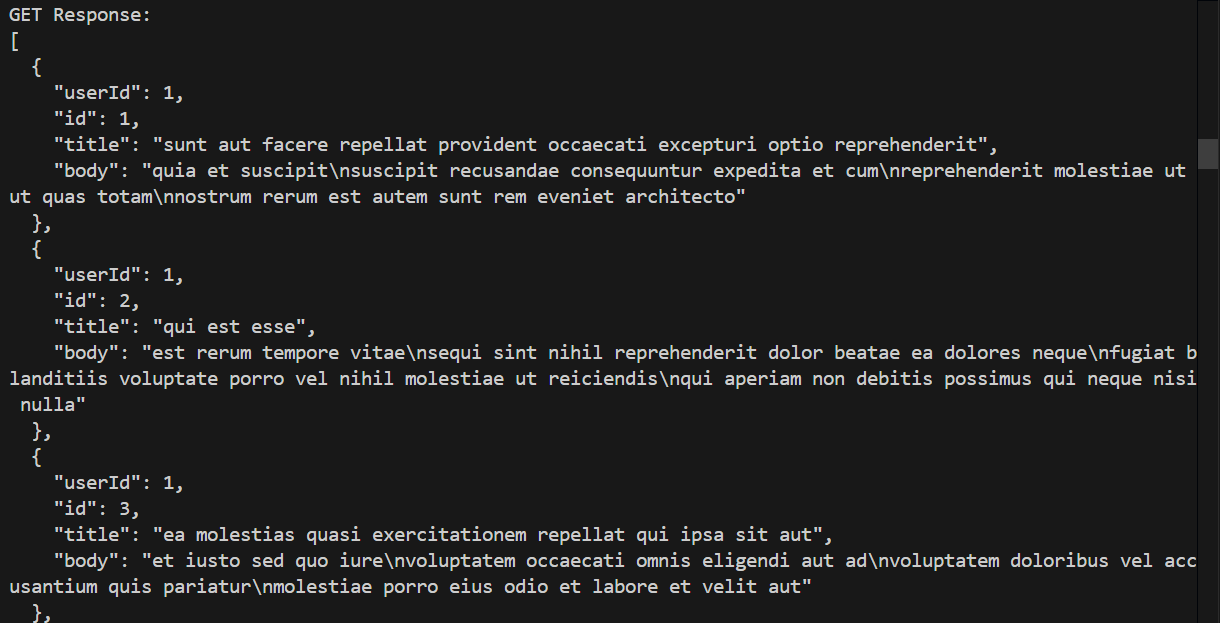 GET Response:
[
  {
    "userId": 1,
    "id": 1,
    "title": "sunt aut facere repellat provident occaecati excepturi optio reprehenderit",
    "body": "quia et suscipit\nsuscipit recusandae consequuntur expedita et cum\nreprehenderit molestiae ut
ut quas totam\nnostrum rerum est autem sunt rem eveniet architecto"
  },
  {
    "userId": 1,
    "id": 2,
    "title": "qui est esse",
    "body": "est rerum tempore vitae\nsequi sint nihil reprehenderit dolor beatae ea dolores neque\nfugiat b
landitiis voluptate porro vel nihil molestiae ut reiciendis\nqui aperiam non debitis possimus qui neque nisi
 nulla"
  },
  {
    "userId": 1,
    "id": 3,
    "title": "ea molestias quasi exercitationem repellat qui ipsa sit aut",
    "body": "et iusto sed quo iure\nvoluptatem occaecati omnis eligendi aut ad\nvoluptatem doloribus vel acc
usantium quis pariatur\nmolestiae porro eius odio et labore et velit aut"
  },